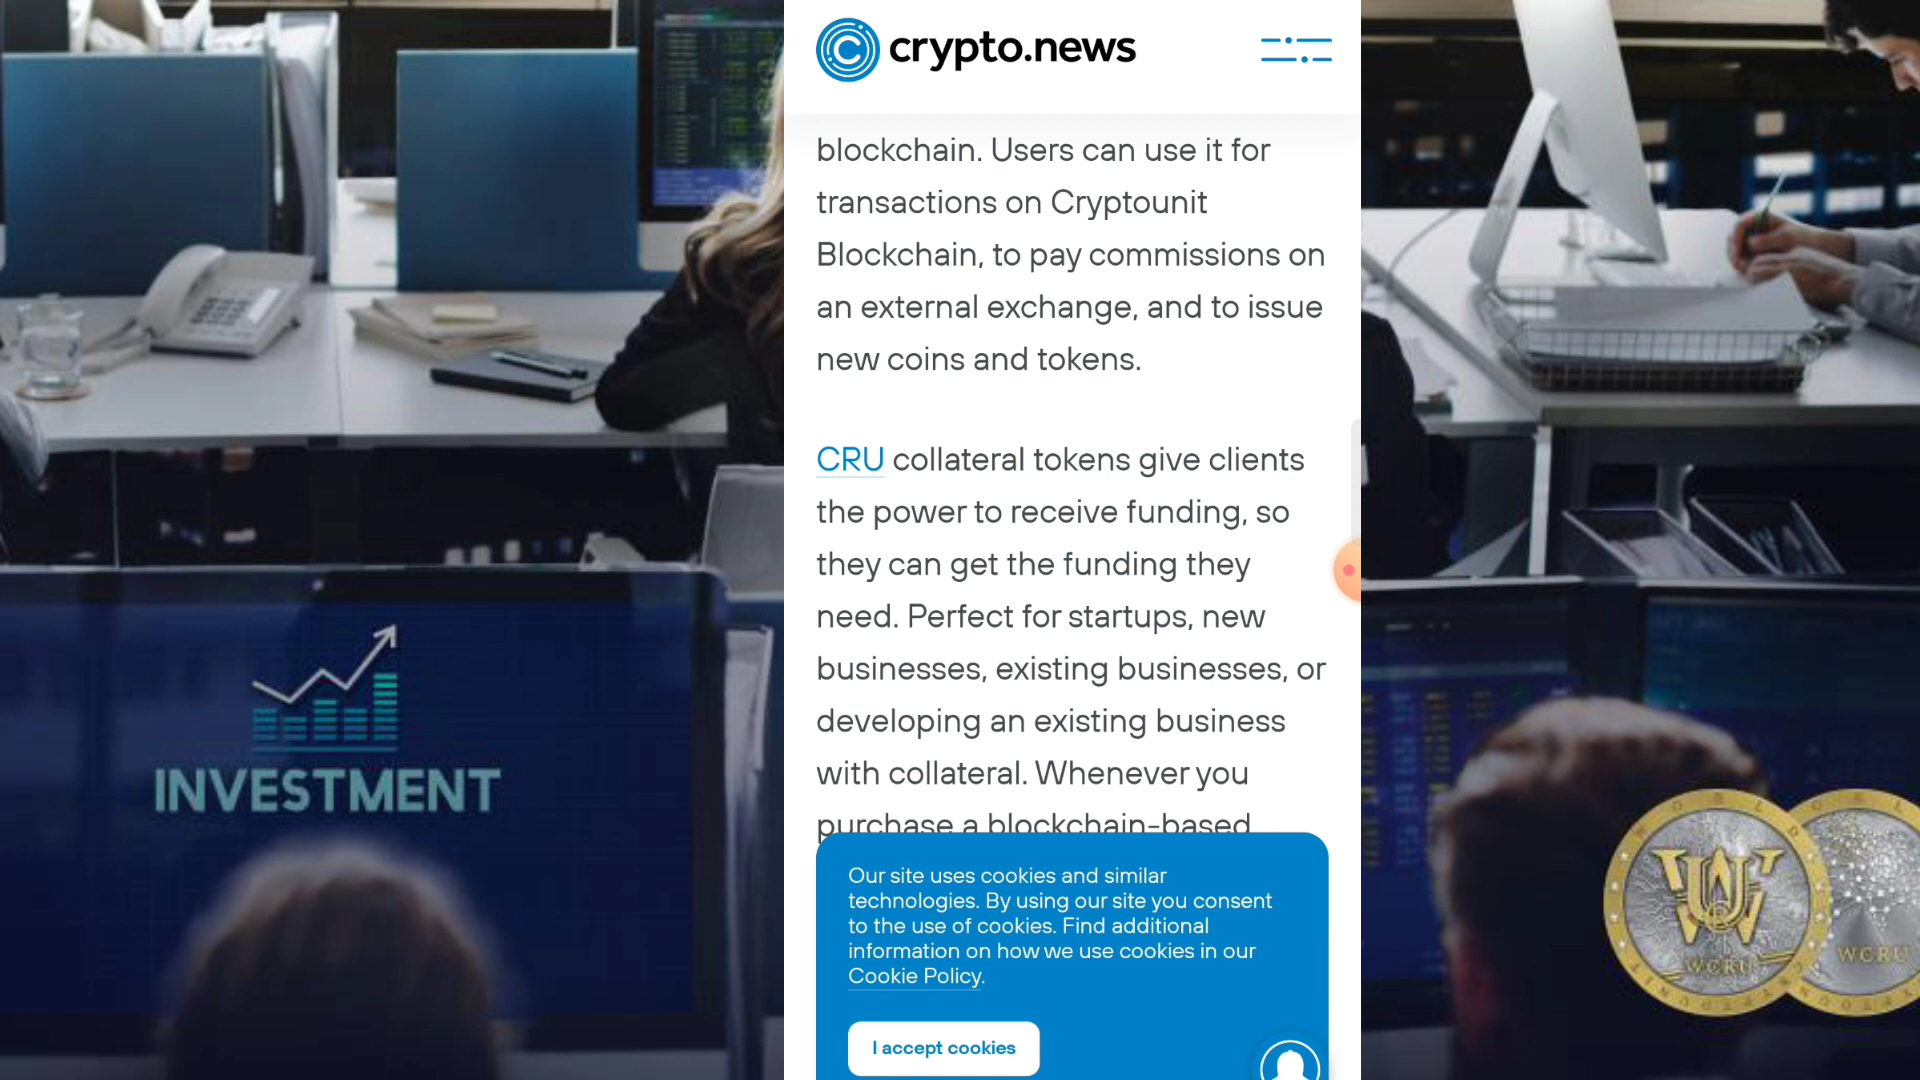 crypto.news
blockchain. Users can use it for
transactions on Cryptounit
Blockchain, to pay commissions on
an external exchange, and to issue
new coins and tokens.
CRU collateral tokens give clients
the power to receive funding, so
they can get the funding they
need. Perfect for startups, new
businesses, existing businesses, or
developing an existing business
with collateral. Whenever you
purchase a blockchain-based
Our site uses cookies and similar
technologies. By using our site you consent
to the use of cookies. Find additional
information on how we use cookies in our
Cookie Policy.
I accept cookies
INVESTMENT
WCRU
WCRU